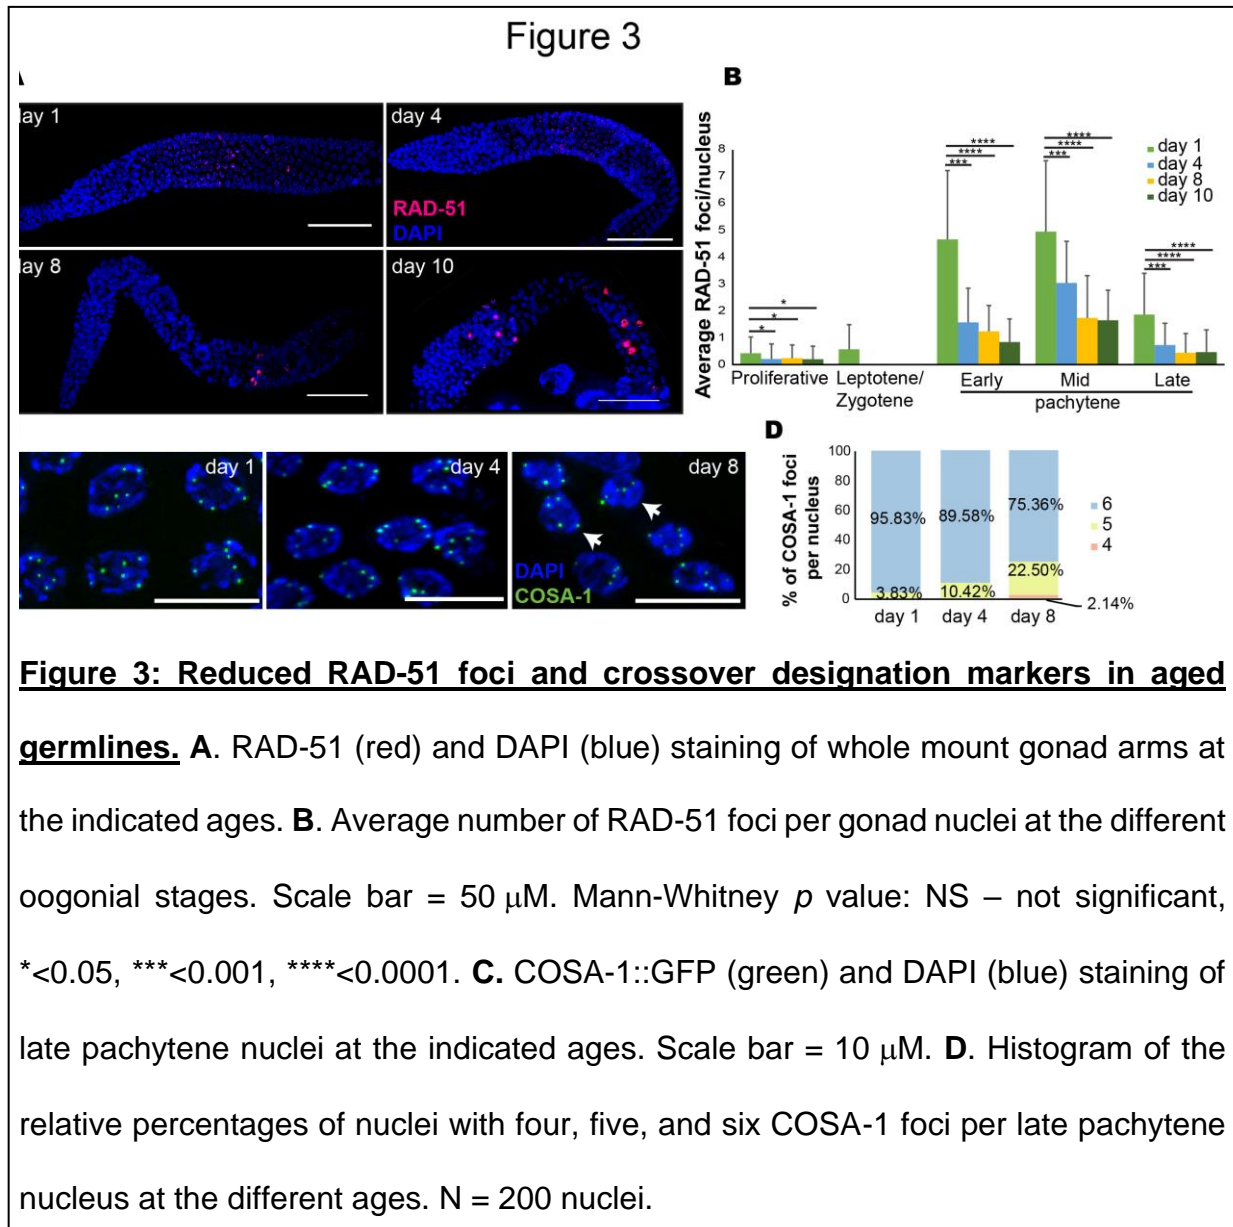 Figure 3
day 1
day 4
RAD-51
DAPI
day 8
day 10
B
Average RAD-51 foci/nucleus
8
7
6
5
4
3
2
1
0
* * *
*** **** ****
*** **** ****
*** **** ****
day 1
day 4
day 8
day 10
Proliferative
Leptotene/
Zygotene
Early
Mid
Late
pachytene
day 1
day 4
day 8
DAPI
COSA-1
D
% of COSA-1 foci
per nucleus
100
80
60
40
20
0
95.83%
89.58%
75.36%
3.83%
10.42%
22.50%
2.14%
6
5
4
day 1
day 4
day 8
Figure 3: Reduced RAD-51 foci and crossover designation markers in aged
germlines. A. RAD-51 (red) and DAPI (blue) staining of whole mount gonad arms at
the indicated ages. B. Average number of RAD-51 foci per gonad nuclei at the different
oogonial stages. Scale bar = 50 μM. Mann-Whitney p value: NS – not significant,
*<0.05, ***<0.001, ****<0.0001. C. COSA-1::GFP (green) and DAPI (blue) staining of
late pachytene nuclei at the indicated ages. Scale bar = 10 μM. D. Histogram of the
relative percentages of nuclei with four, five, and six COSA-1 foci per late pachytene
nucleus at the different ages. N = 200 nuclei.